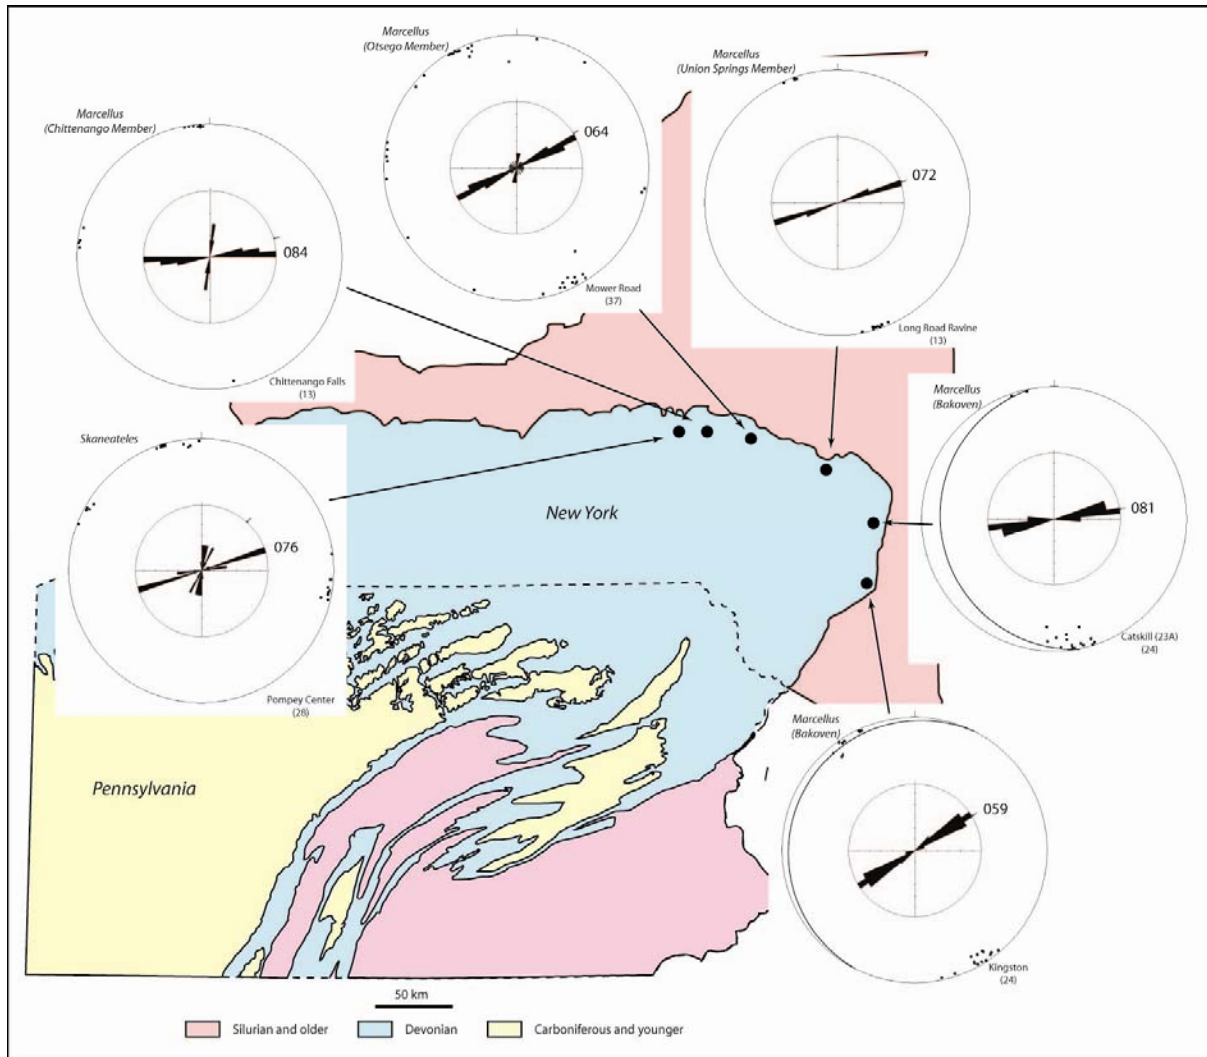 Marcellus
(Otsego Member)
064
Mower Road
(37)
Marcellus
(Union Springs Member)
072
Long Road Ravine
(13)
Marcellus
(Chittenango Member)
084
Chittenango Falls
(13)
Marcellus
(Bakoven)
081
Catskill (23A)
(24)
Skaneateles
076
Pompey Center
(28)
New York
Marcellus
(Bakoven)
059
Kingston
(24)
Pennsylvania
50 km
Silurian and older
Devonian
Carboniferous and younger